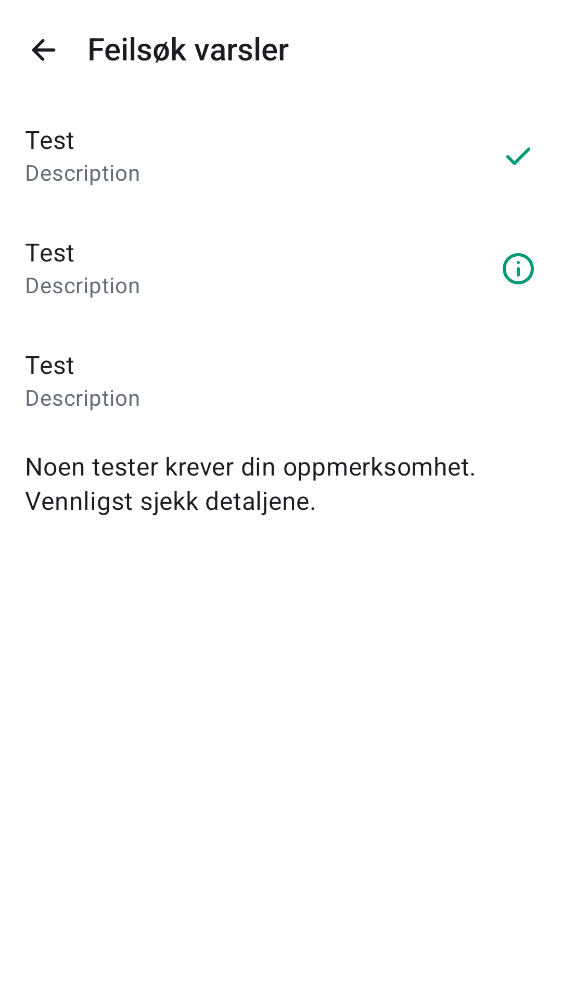 Feilsøk varsler
Test
Description
Test
Description
Test
Description
Noen tester krever din oppmerksomhet.
Vennligst sjekk detaljene.